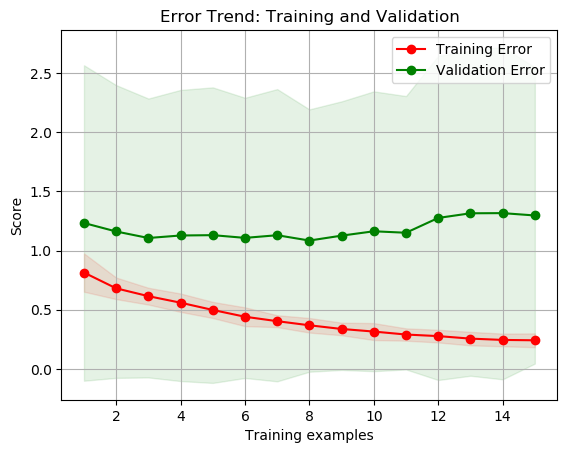 Error Trend: Training and Validation
Training Error
Validation Error
2.5
2.0
1.5
1.0
0.5
0.0
Score
2 4 6 8 10 12 14
Training examples